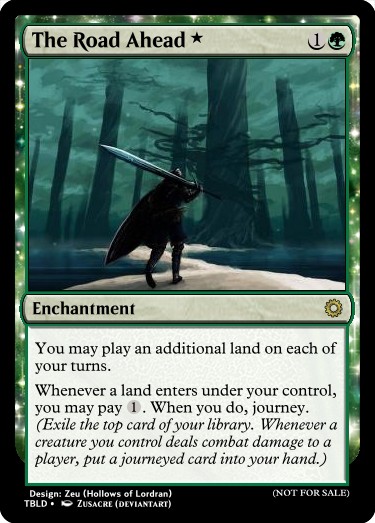 The Road Ahead ★ 1
Enchantment
You may play an additional land on each of
your turns.
Whenever a land enters under your control,
you may pay 1. When you do, journey.
(Exile the top card of your library. Whenever a
creature you control deals combat damage to a
player, put a journeyed card into your hand.)
Design: Zeu (Hollows of Lordran) (NOT FOR SALE)
TBLD • Zusacre (deviantart)